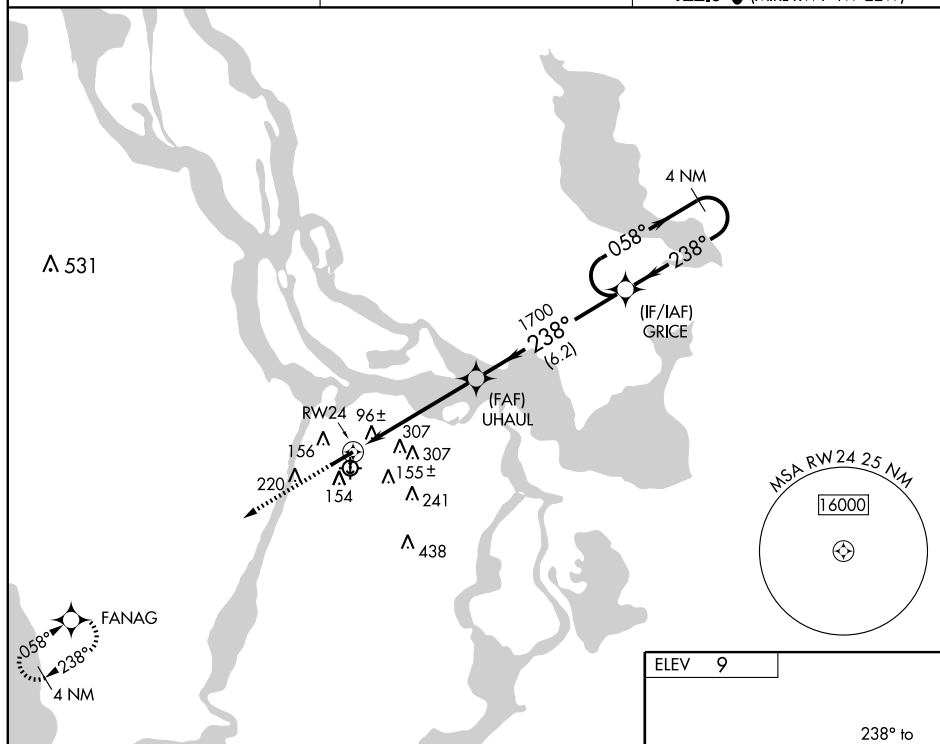 4 NM
058°
238°
531
(IF/IAF)
GRICE
1700
238°
(6.2)
(FAF)
UHAUL
RW24
96±
307
156
307
220
155±
154
241
438
MSA RW 24 25 NM
16000
FANAG
058°
238°
4 NM
ELEV 9
238° to